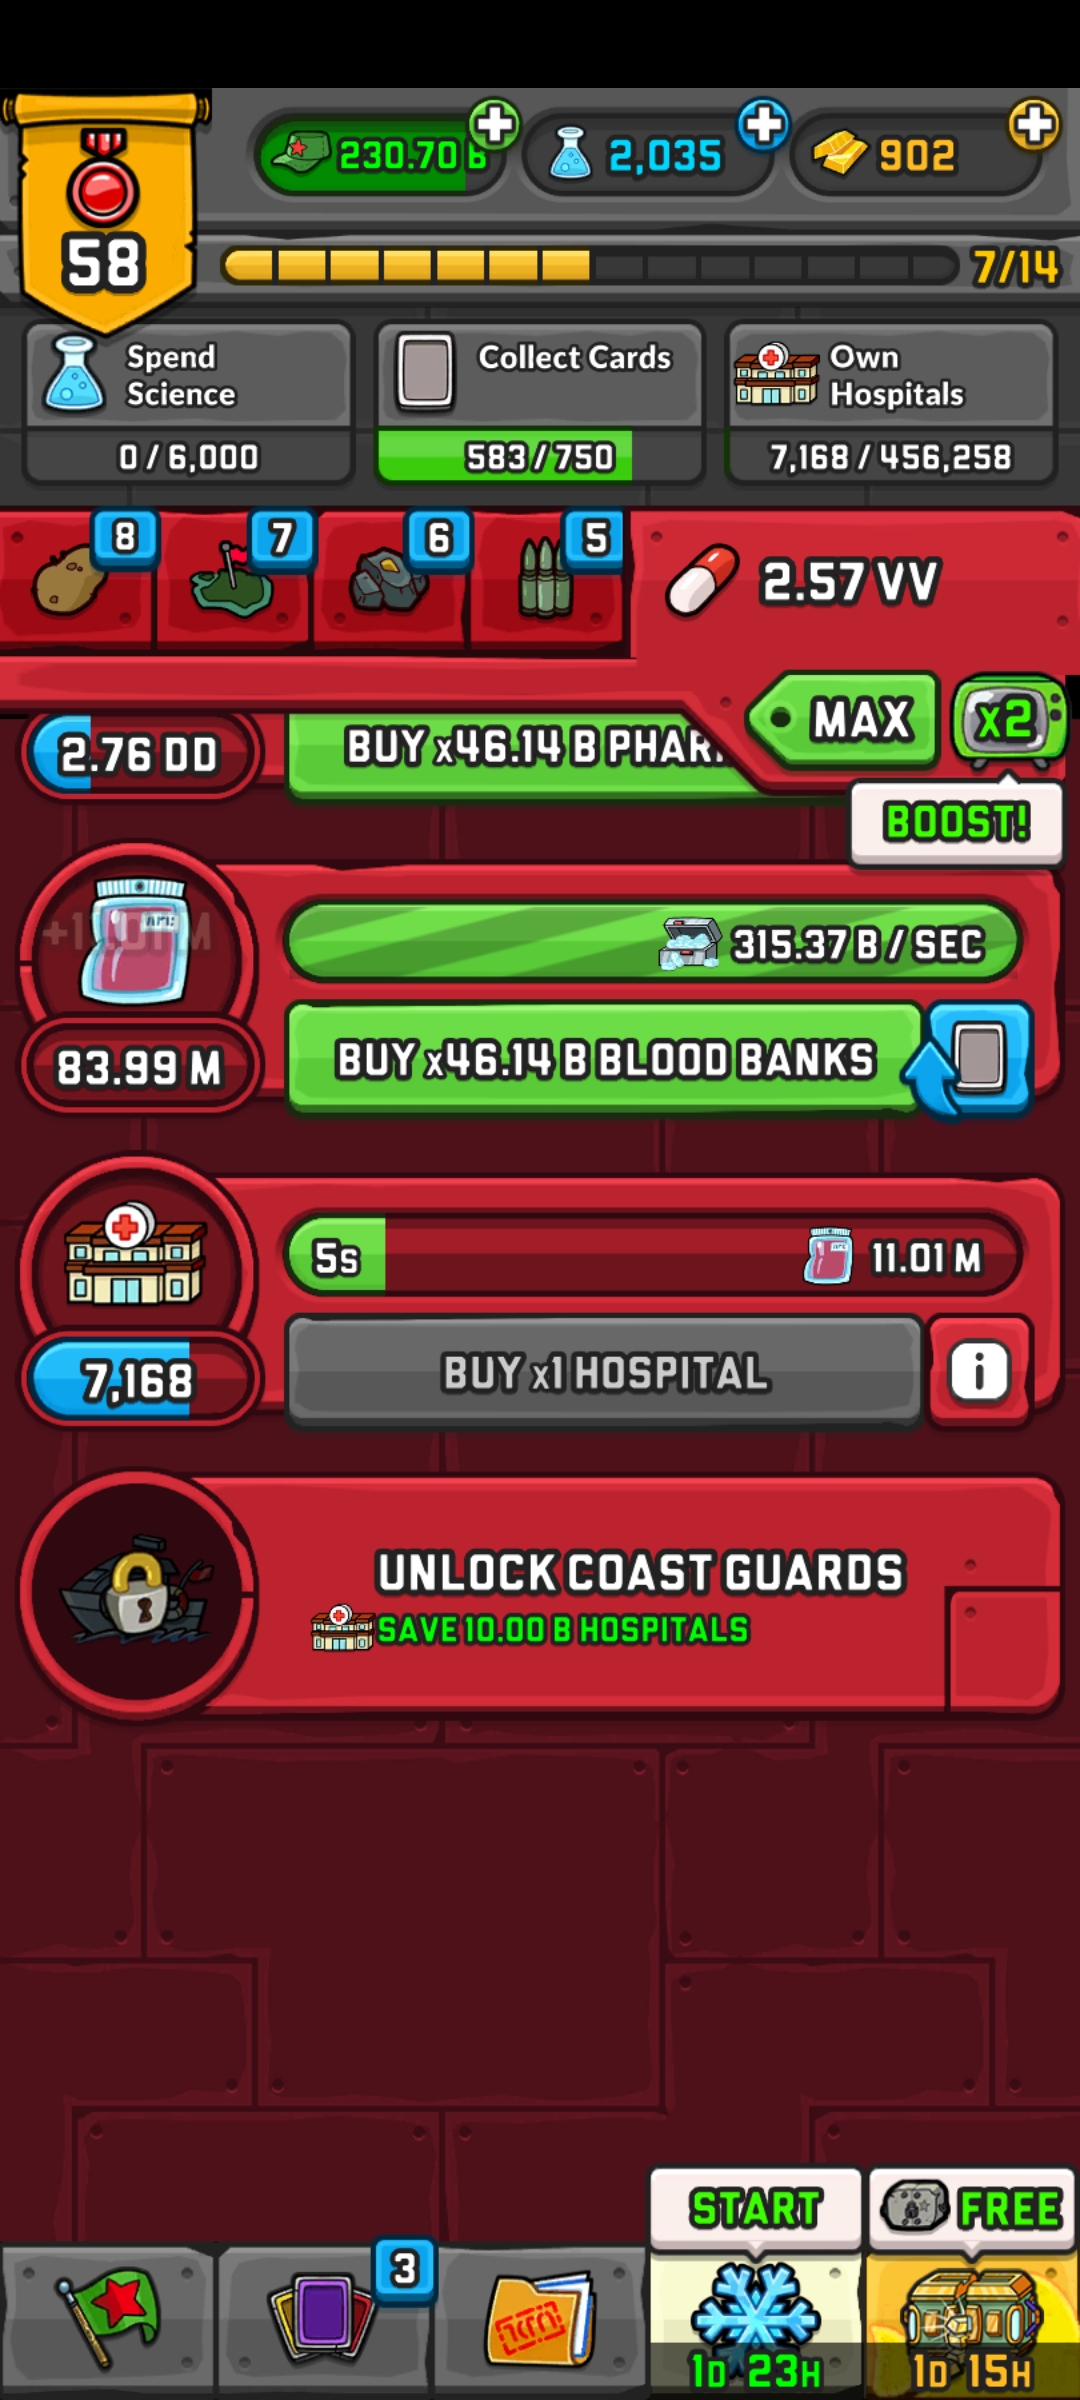 58
230.70 B
2,035
902
7/14
Spend
Science
0 / 6,000
Collect Cards
583/750
Own
Hospitals
7,168 / 456,258
8
7
6
5
2.57 VV
MAX
x2
BOOST!
2.76 DD
BUY x46.14 B
315.37 B / SEC
83.99 M
BUY x46.14 B BLOOD BANKS
5s
11.01 M
7,168
BUY x1 HOSPITAL
i
UNLOCK COAST GUARDS
SAVE 10.00 B HOSPITALS
START
FREE
3
1D 23H
1D 15H